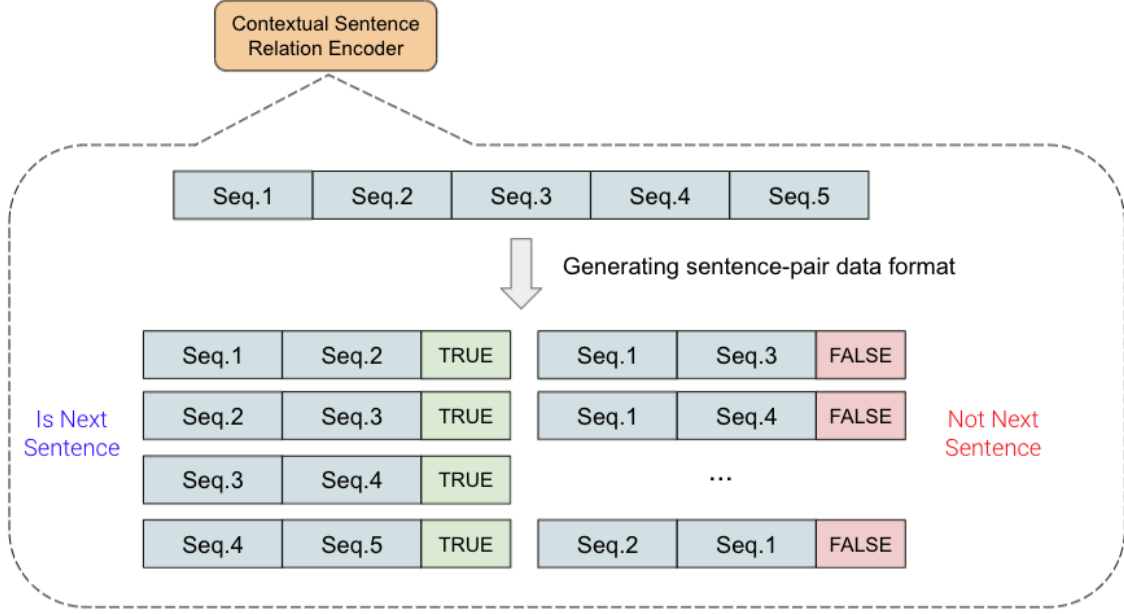 Contextual Sentence
Relation Encoder
Seq.1 Seq.2 Seq.3 Seq.4 Seq.5
Generating sentence-pair data format
Is Next
Sentence
Seq.1 Seq.2 TRUE
Seq.2 Seq.3 TRUE
Seq.3 Seq.4 TRUE
Seq.4 Seq.5 TRUE
Seq.1 Seq.3 FALSE
Seq.1 Seq.4 FALSE
...
Seq.2 Seq.1 FALSE
Not Next
Sentence